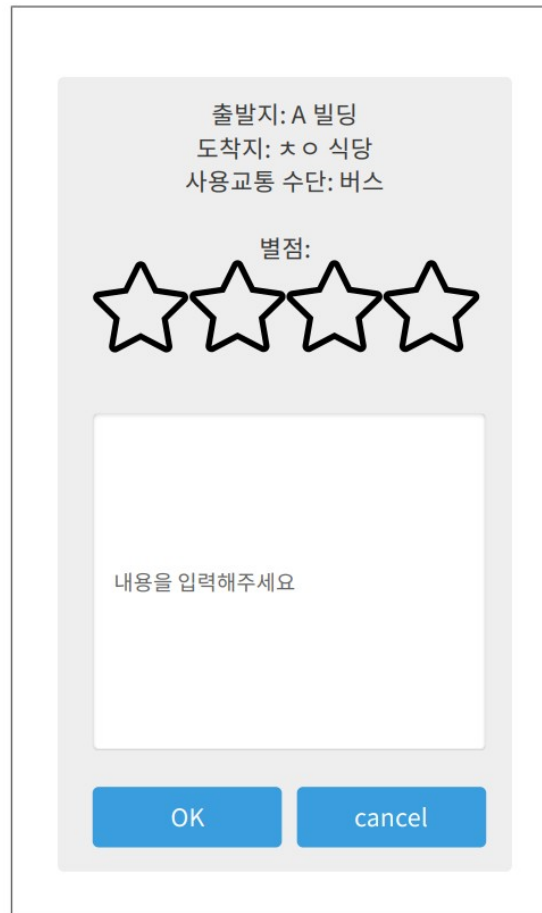 출발지: A 빌딩
도착지: ㅊㅇ 식당
사용교통 수단: 버스
별점:
내용을 입력해주세요
OK
cancel